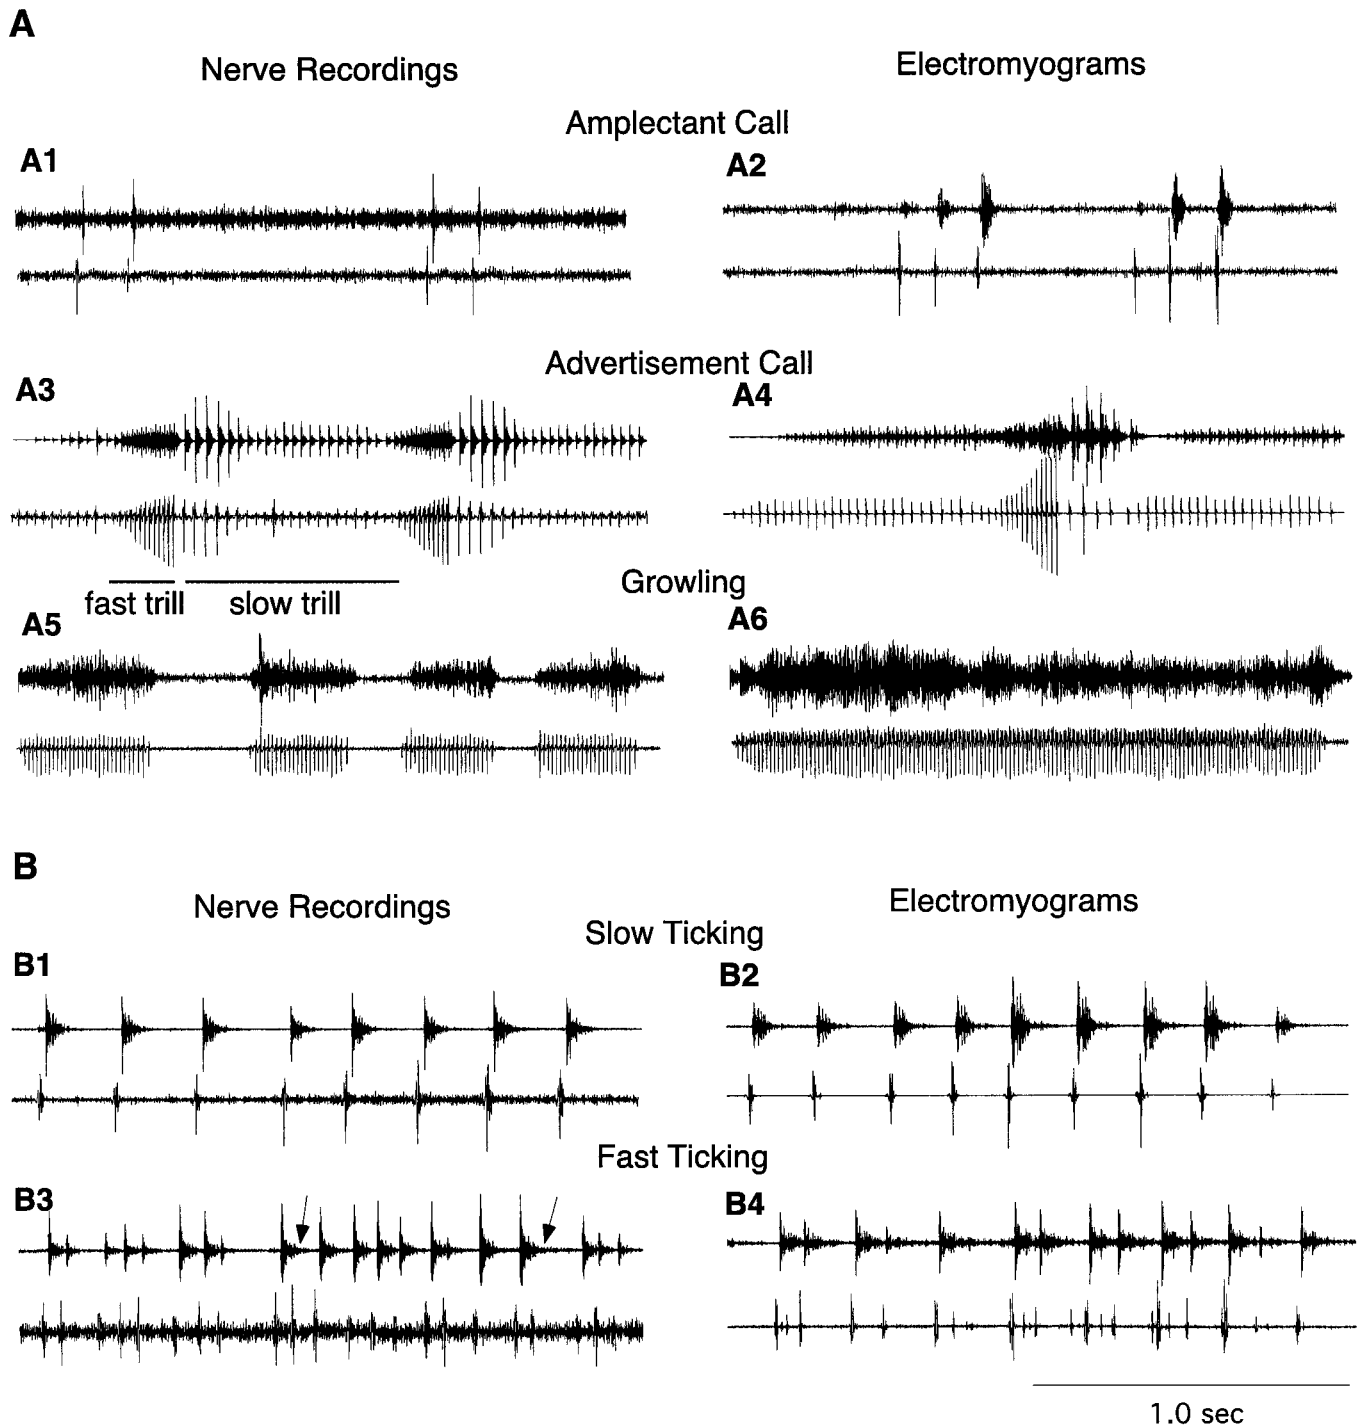 A
Nerve Recordings
Electromyograms
Amplectant Call
A1
A2
Advertisement Call
A3
A4
fast trill
slow trill
Growling
A5
A6
B
Nerve Recordings
Electromyograms
Slow Ticking
B1
B2
Fast Ticking
B3
B4
1.0 sec